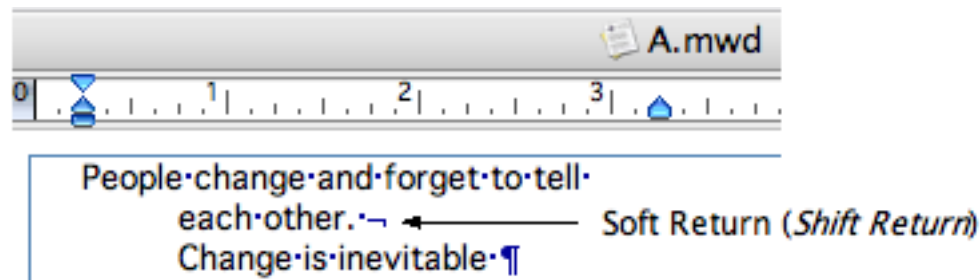 A.mwd
0 1 2 3
People·change·and·forget·to·tell·
each·other.·¬ Soft Return (Shift Return)
Change·is·inevitable·¶